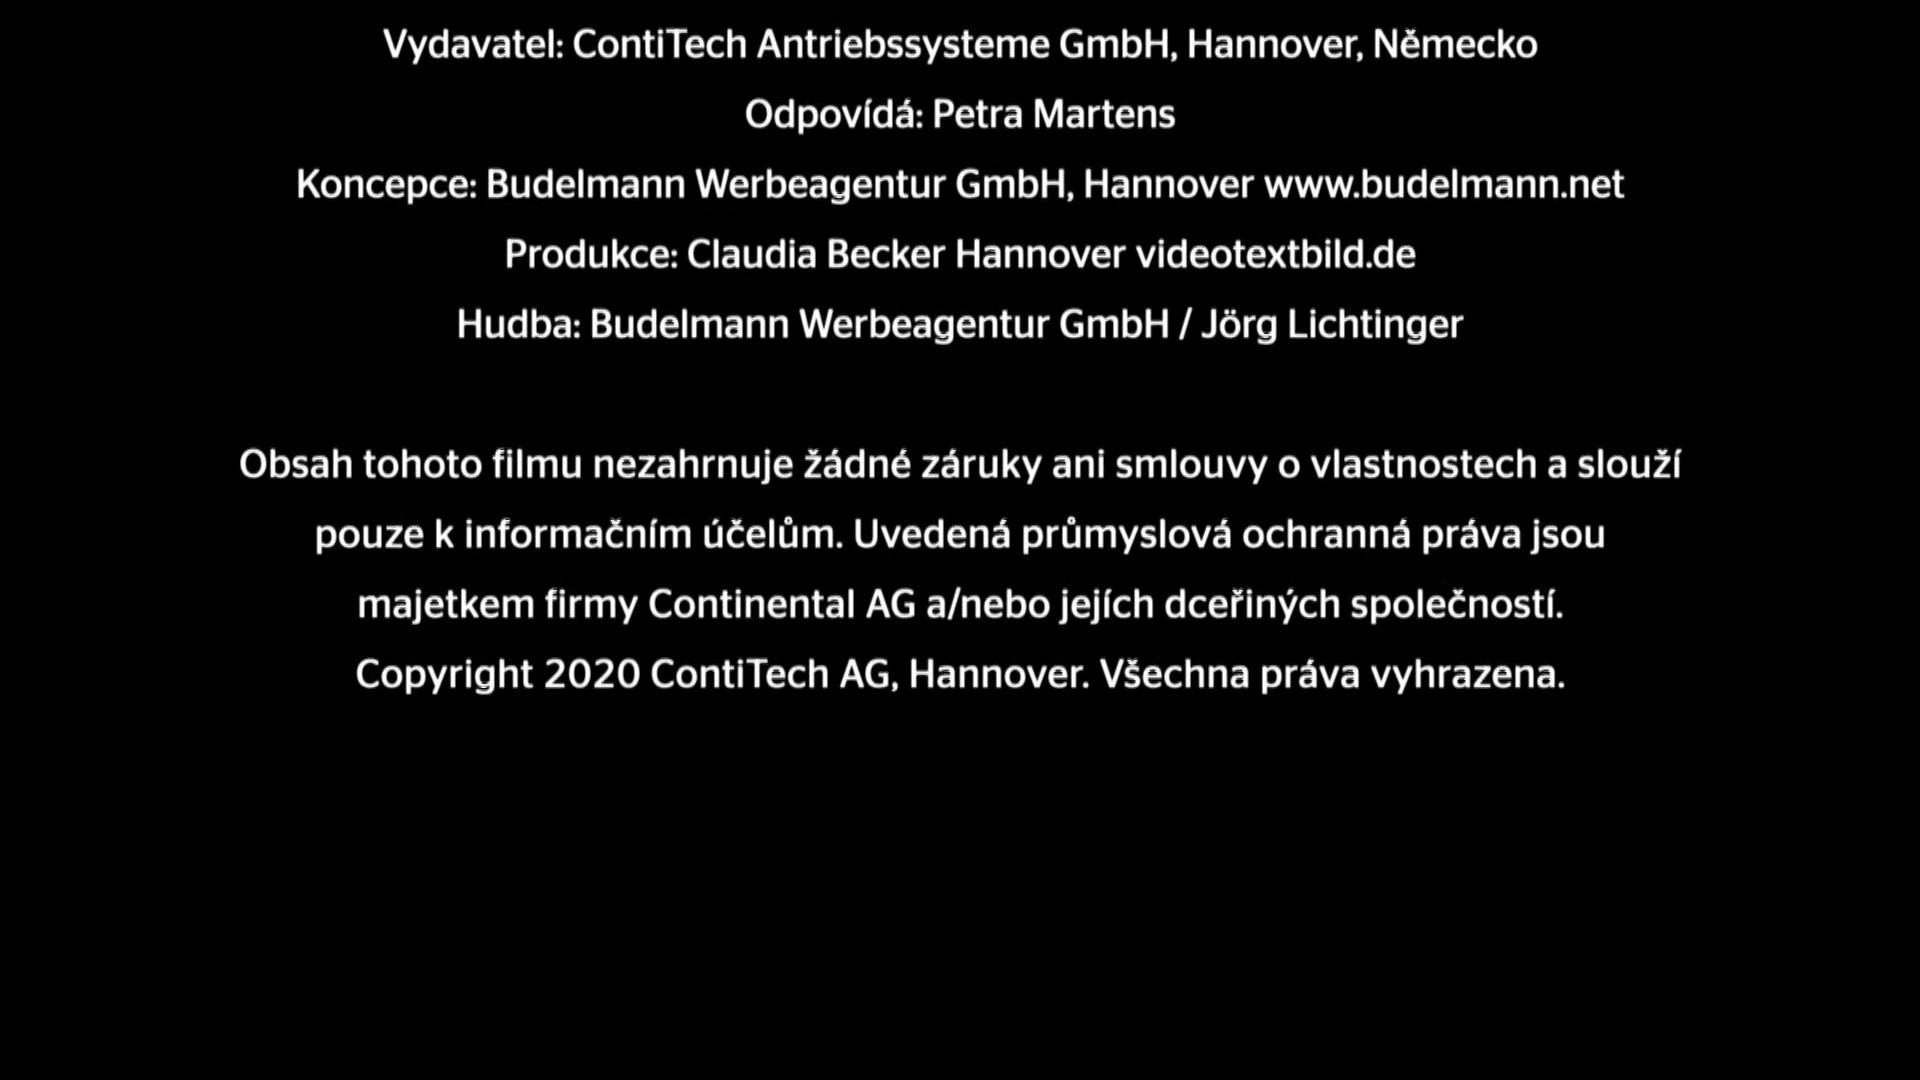 Vydavatel: ContiTech Antriebssysteme GmbH, Hannover, Německo
Odpovídá: Petra Martens
Koncepce: Budelmann Werbeagentur GmbH, Hannover www.budelmann.net
Produkce: Claudia Becker Hannover videotextbild.de
Hudba: Budelmann Werbeagentur GmbH / Jörg Lichtinger
Obsah tohoto filmu nezahrnuje žádné záruky ani smlouvy o vlastnostech a slouží
pouze k informačním účelům. Uvedená průmyslová ochranná práva jsou
majetkem firmy Continental AG a/nebo jejích dceřiných společností.
Copyright 2020 ContiTech AG, Hannover. Všechna práva vyhrazena.